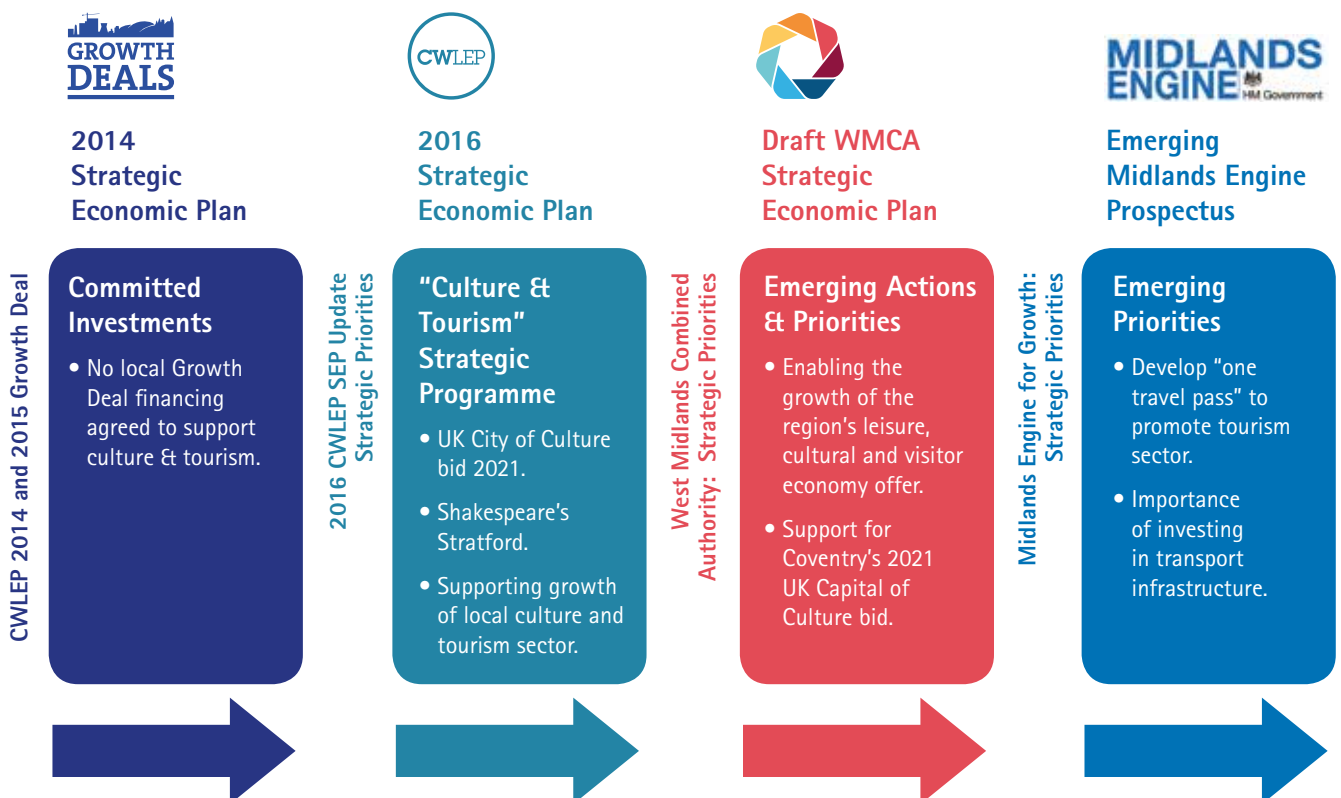 GROWTH
DEALS
2014
Strategic
Economic Plan
CWLEP 2014 and 2015 Growth Deal
Committed
Investments
• No local Growth
Deal financing
agreed to support
culture & tourism.
CWLEP
2016
Strategic
Economic Plan
2016 CWLEP SEP Update
Strategic Priorities
“Culture &
Tourism”
Strategic
Programme
• UK City of Culture
bid 2021.
• Shakespeare’s
Stratford.
• Supporting growth
of local culture and
tourism sector.
Draft WMCA
Strategic
Economic Plan
West Midlands Combined
Authority: Strategic Priorities
Emerging Actions
& Priorities
• Enabling the
growth of the
region’s leisure,
cultural and visitor
economy offer.
• Support for
Coventry’s 2021
UK Capital of
Culture bid.
MIDLANDS
ENGINE HM Government
Emerging
Midlands Engine
Prospectus
Midlands Engine for Growth:
Strategic Priorities
Emerging
Priorities
• Develop “one
travel pass” to
promote tourism
sector.
• Importance
of investing
in transport
infrastructure.